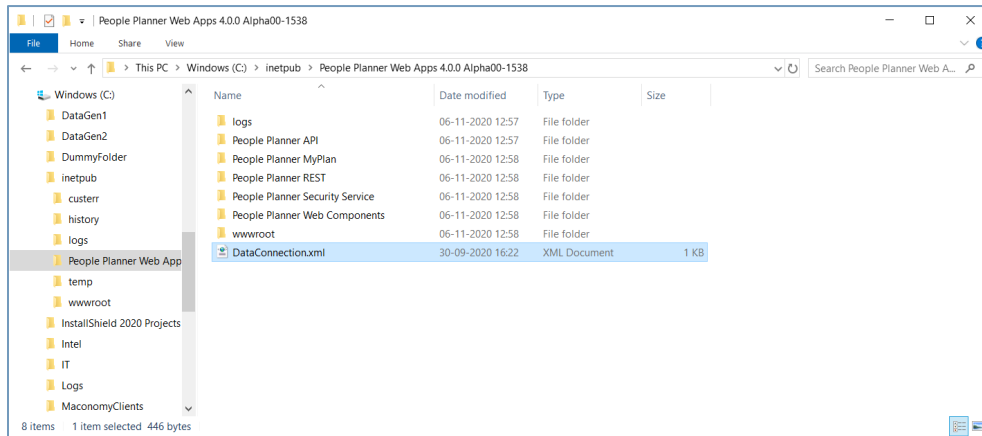 People Planner Web Apps 4.0.0 Alpha00-1538
File Home Share View
This PC > Windows (C:) > inetpub > People Planner Web Apps 4.0.0 Alpha00-1538
Search People Planner Web A...
Windows (C:)
DataGen1
DataGen2
DummyFolder
inetpub
custerr
history
logs
People Planner Web App
temp
wwwroot
InstallShield 2020 Projects
Intel
IT
Logs
MaconomyClients
Name Date modified Type Size
logs 06-11-2020 12:57 File folder
People Planner API 06-11-2020 12:57 File folder
People Planner MyPlan 06-11-2020 12:58 File folder
People Planner REST 06-11-2020 12:58 File folder
People Planner Security Service 06-11-2020 12:58 File folder
People Planner Web Components 06-11-2020 12:58 File folder
wwwroot 06-11-2020 12:58 File folder
DataConnection.xml 30-09-2020 16:22 XML Document 1 KB
8 items 1 item selected 446 bytes